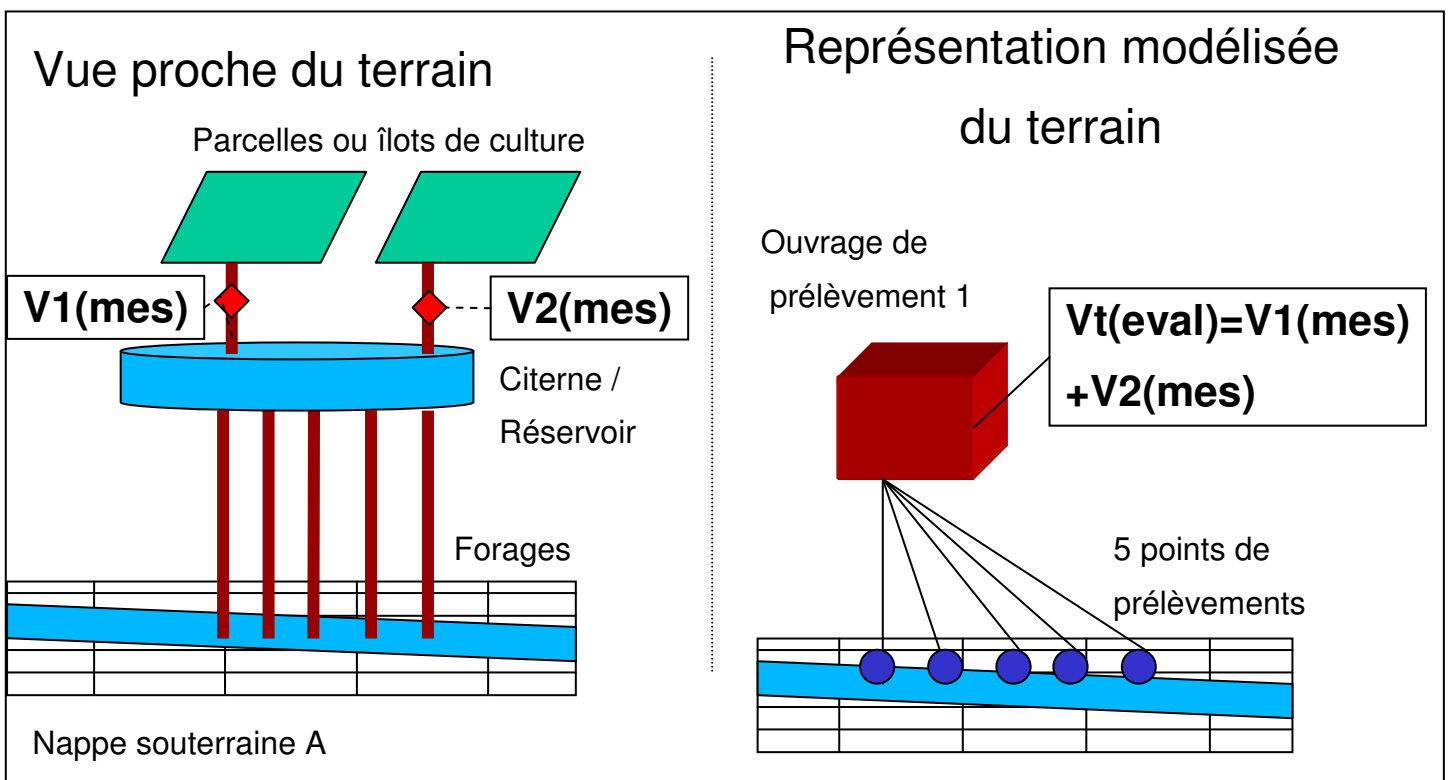 Vue proche du terrain
Parcelles ou îlots de culture
V1(mes)
V2(mes)
Citerne /
Réservoir
Forages
Nappe souterraine A
Représentation modélisée
du terrain
Ouvrage de
prélèvement 1
Vt(eval)=V1(mes)
+V2(mes)
5 points de
prélèvements